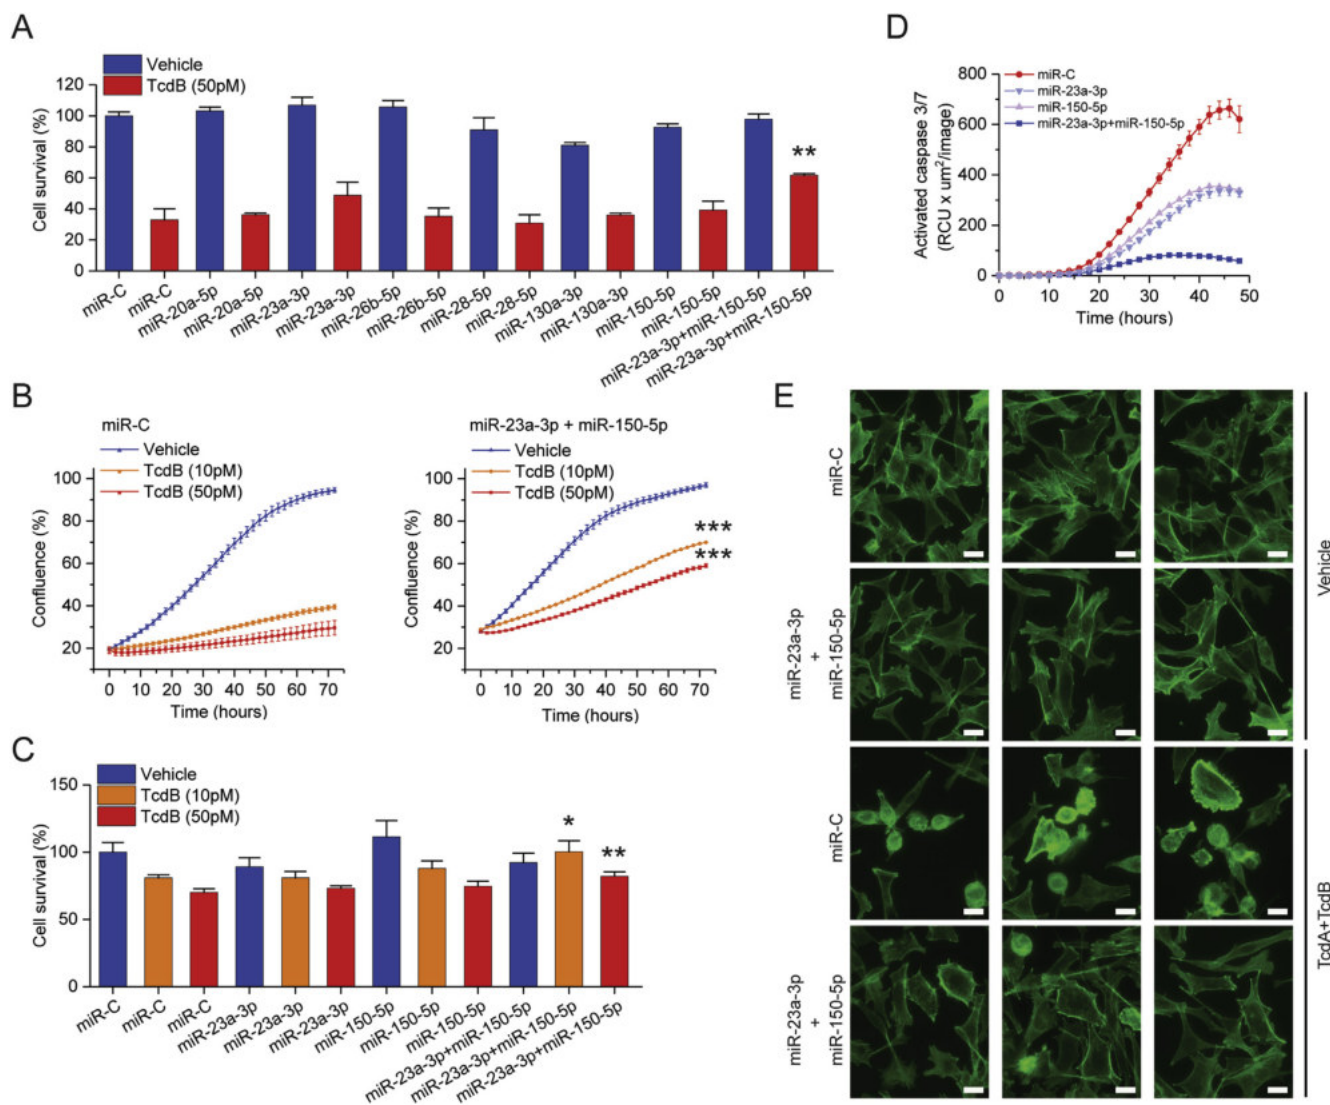 A
Vehicle
TcdB (50pM)
Cell survival (%)
120
100
80
60
40
20
0
**
miR-C
miR-C
miR-20a-5p
miR-20a-5p
miR-23a-3p
miR-23a-3p
miR-26b-5p
miR-26b-5p
miR-28-5p
miR-28-5p
miR-130a-3p
miR-130a-3p
miR-150-5p
miR-150-5p
miR-23a-3p+miR-150-5p
miR-23a-3p+miR-150-5p
D
miR-C
miR-23a-3p
miR-150-5p
miR-23a-3p+miR-150-5p
Activated caspase 3/7
(RCU x um²/image)
800
600
400
200
0
0 10 20 30 40 50
Time (hours)
B
miR-C
Vehicle
TcdB (10pM)
TcdB (50pM)
Confluence (%)
100
80
60
40
20
0 10 20 30 40 50 60 70
Time (hours)
miR-23a-3p + miR-150-5p
Vehicle
TcdB (10pM)
TcdB (50pM)
Confluence (%)
100
80
60
40
20
***
***
0 10 20 30 40 50 60 70
Time (hours)
C
Vehicle
TcdB (10pM)
TcdB (50pM)
Cell survival (%)
150
100
50
0
*
**
miR-C
miR-C
miR-C
miR-23a-3p
miR-23a-3p
miR-23a-3p
miR-150-5p
miR-150-5p
miR-150-5p
miR-23a-3p+miR-150-5p
miR-23a-3p+miR-150-5p
miR-23a-3p+miR-150-5p
E
miR-C
miR-23a-3p
+
miR-150-5p
Vehicle
miR-C
miR-23a-3p
+
miR-150-5p
TcdA+TcdB